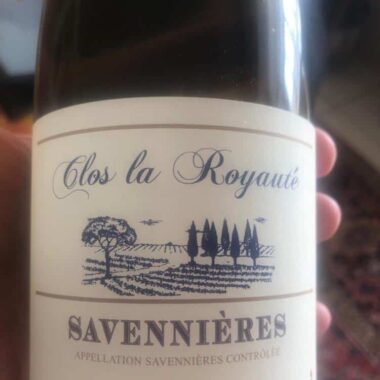 Clos la Royauté
SAVENNIÈRES
APPELLATION SAVENNIÈRES CONTRÔLÉE